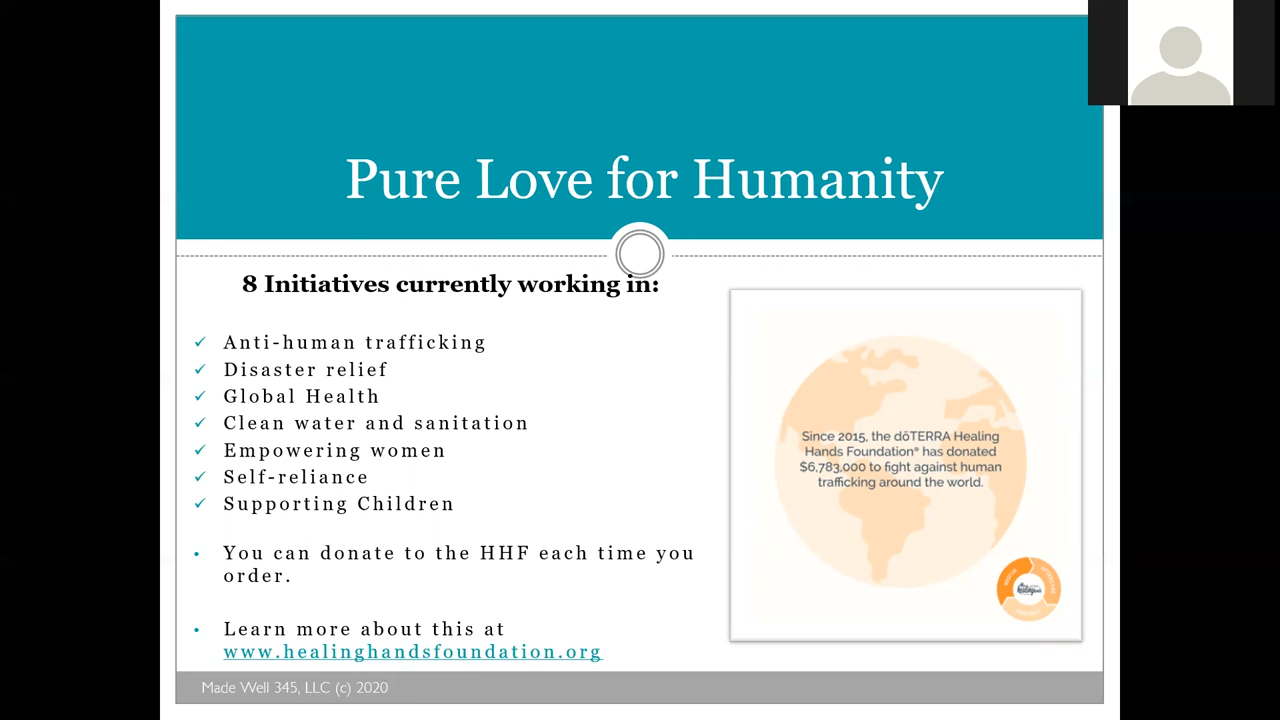 Pure Love for Humanity
8 Initiatives currently working in:
Anti-human trafficking
Disaster relief
Global Health
Clean water and sanitation
Empowering women
Self-reliance
Supporting Children
You can donate to the HHF each time you
order.
Learn more about this at
www.healinghandsfoundation.org
Since 2015, the dōTERRA Healing
Hands Foundation® has donated
$6,783,000 to fight against human
trafficking around the world.
Made Well 345, LLC (c) 2020